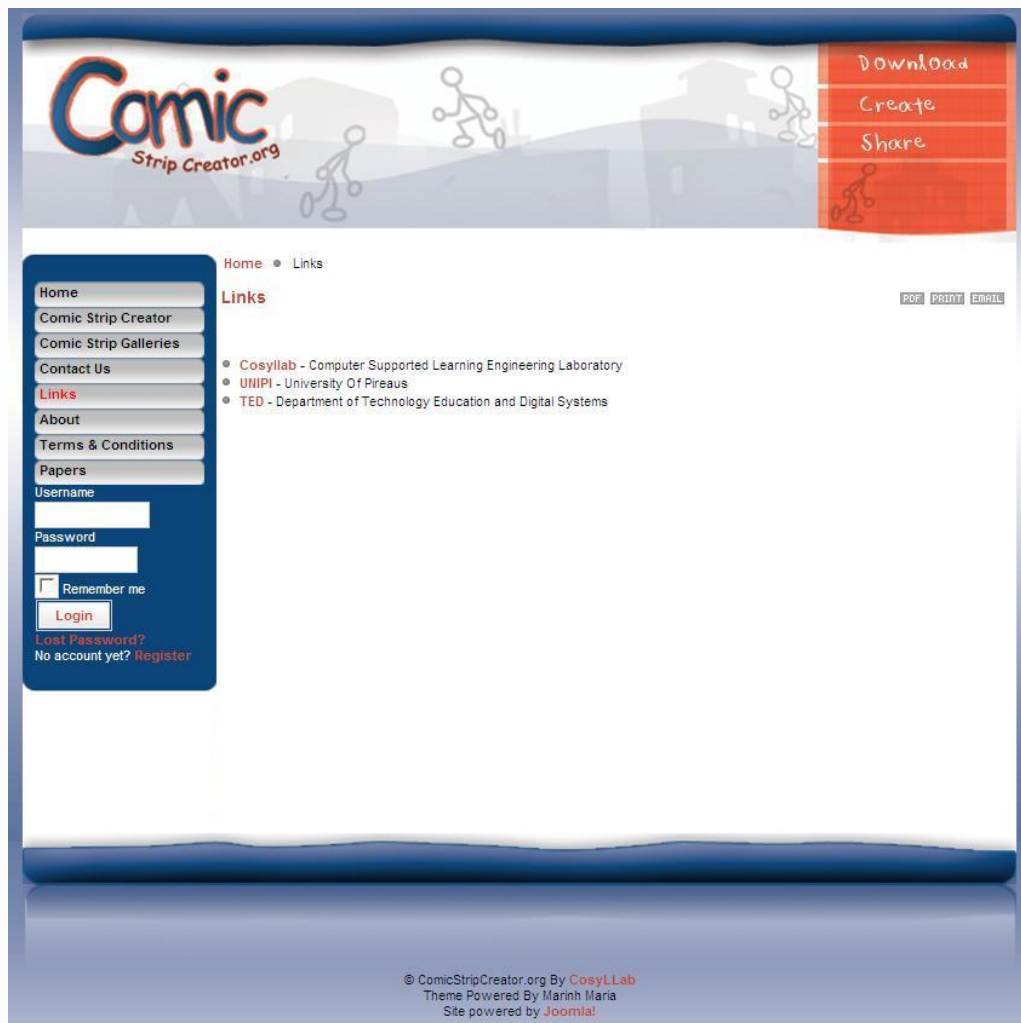 Comic
Strip Creator.org
Download
Create
Share
Home
Comic Strip Creator
Comic Strip Galleries
Contact Us
Links
About
Terms & Conditions
Papers
Username
Password
Remember me
Login
Lost Password?
No account yet? Register
Home Links
Links
PDF PRINT EMAIL
Cosyllab - Computer Supported Learning Engineering Laboratory
UNIPI - University Of Pireaus
TED - Department of Technology Education and Digital Systems
© ComicStripCreator.org By CosyLLab
Theme Powered By Marinh Maria
Site powered by Joomla!